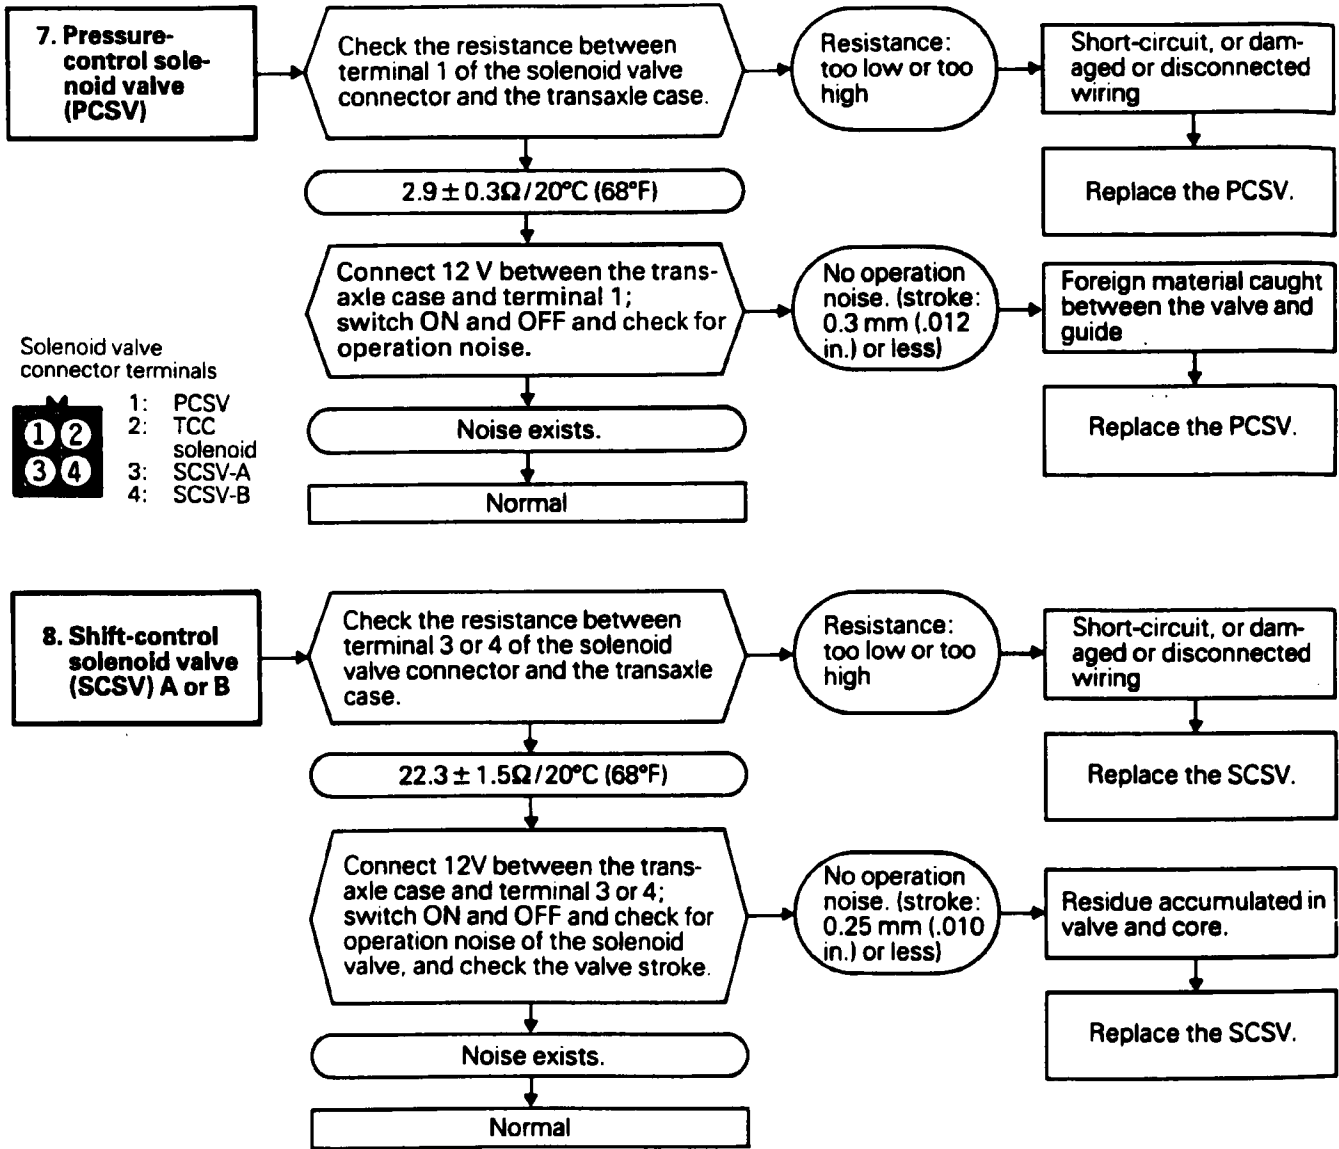 7. Pressure-
control sole-
noid valve
(PCSV)
Check the resistance between
terminal 1 of the solenoid valve
connector and the transaxle case.
Resistance:
too low or too
high
Short-circuit, or dam-
aged or disconnected
wiring
Replace the PCSV.
2.9 ± 0.3Ω/20°C (68°F)
Connect 12 V between the trans-
axle case and terminal 1;
switch ON and OFF and check for
operation noise.
No operation
noise. (stroke:
0.3 mm (.012
in.) or less)
Foreign material caught
between the valve and
guide
Replace the PCSV.
Noise exists.
Normal
Solenoid valve
connector terminals
1 2
3 4
1: PCSV
2: TCC
solenoid
3: SCSV-A
4: SCSV-B
8. Shift-control
solenoid valve
(SCSV) A or B
Check the resistance between
terminal 3 or 4 of the solenoid
valve connector and the transaxle
case.
Resistance:
too low or too
high
Short-circuit, or dam-
aged or disconnected
wiring
Replace the SCSV.
22.3 ± 1.5Ω/20°C (68°F)
Connect 12V between the trans-
axle case and terminal 3 or 4;
switch ON and OFF and check for
operation noise of the solenoid
valve, and check the valve stroke.
No operation
noise. (stroke:
0.25 mm (.010
in.) or less)
Residue accumulated in
valve and core.
Replace the SCSV.
Noise exists.
Normal